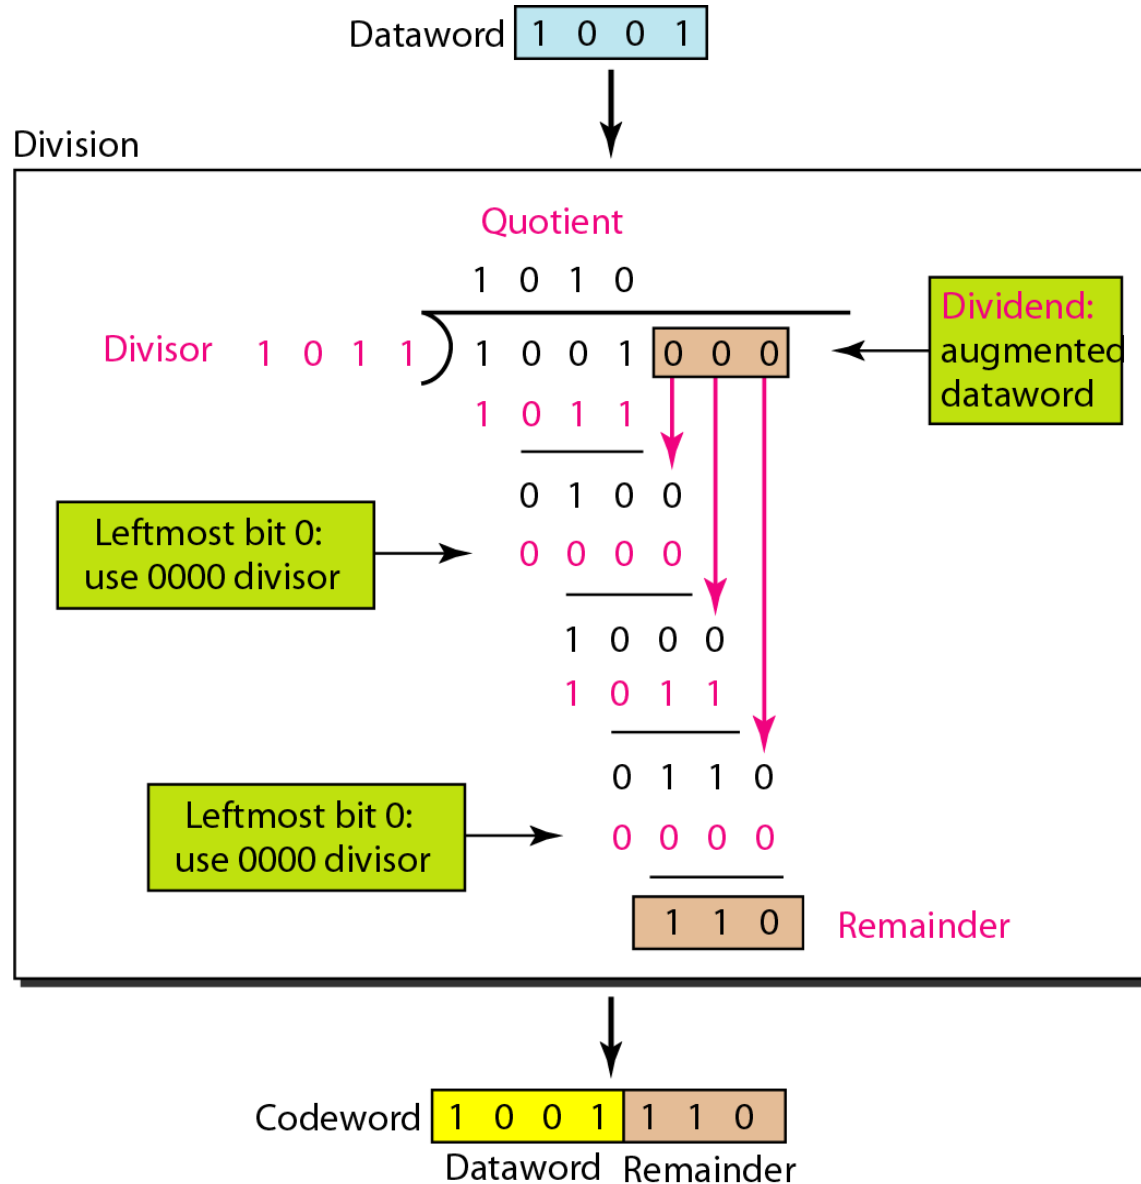 Dataword 1 0 0 1
Division
Quotient
1 0 1 0
Divisor 1 0 1 1 1 0 0 1 0 0 0
Dividend:
augmented
dataword
1 0 1 1
0 1 0 0
Leftmost bit 0:
use 0000 divisor
0 0 0 0
1 0 0 0
1 0 1 1
0 1 1 0
Leftmost bit 0:
use 0000 divisor
0 0 0 0
1 1 0 Remainder
Codeword 1 0 0 1 1 1 0
Dataword Remainder